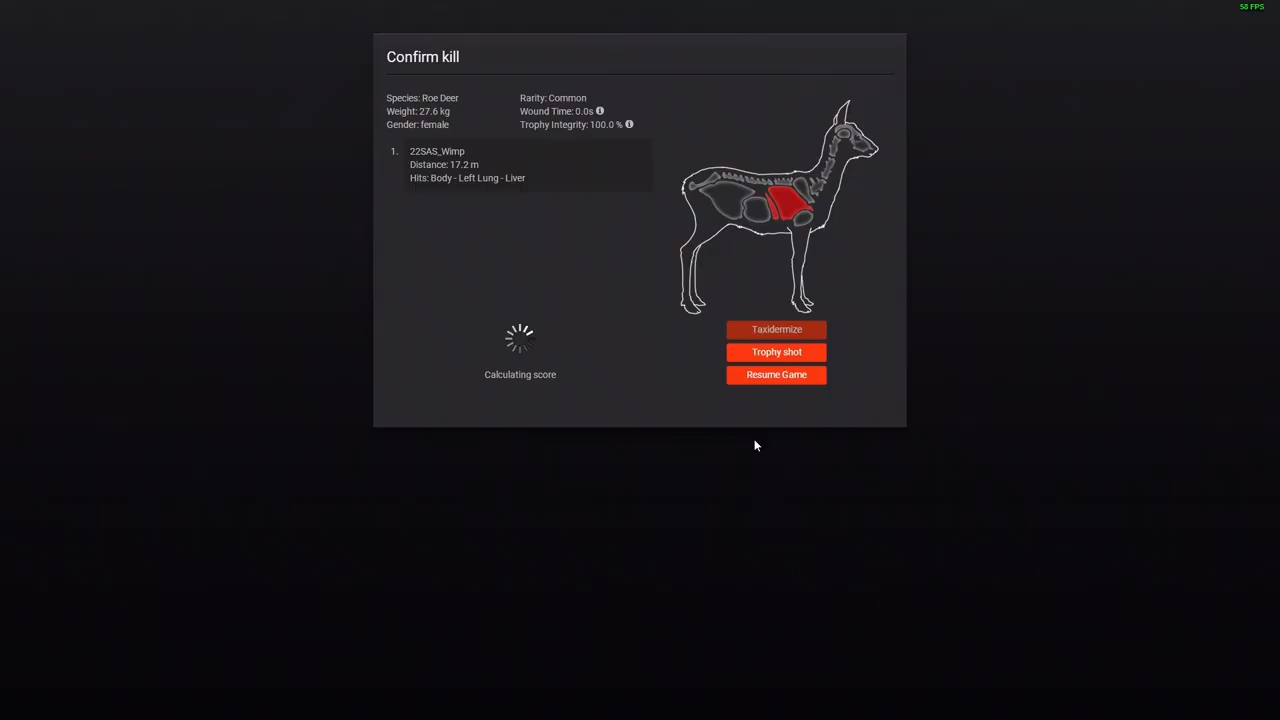 58 FPS
Confirm kill
Species: Roe Deer
Rarity: Common
Weight: 27.6 kg
Wound Time: 0.0s
Gender: female
Trophy Integrity: 100.0 %
1. 22SAS_Wimp
Distance: 17.2 m
Hits: Body - Left Lung - Liver
Taxidermize
Trophy shot
Calculating score
Resume Game